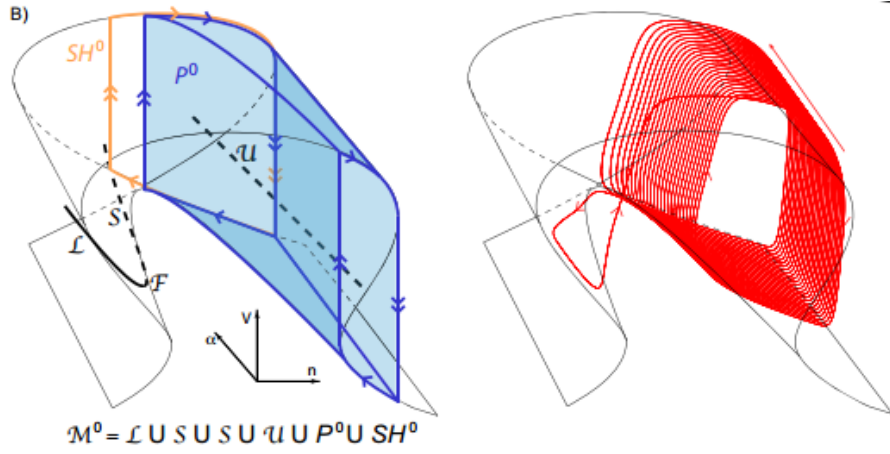 B)
SH⁰
P⁰
𝒰
S
ℒ
ℱ
V
α
n
ℳ⁰ = ℒ U S U S U 𝒰 U P⁰ U SH⁰